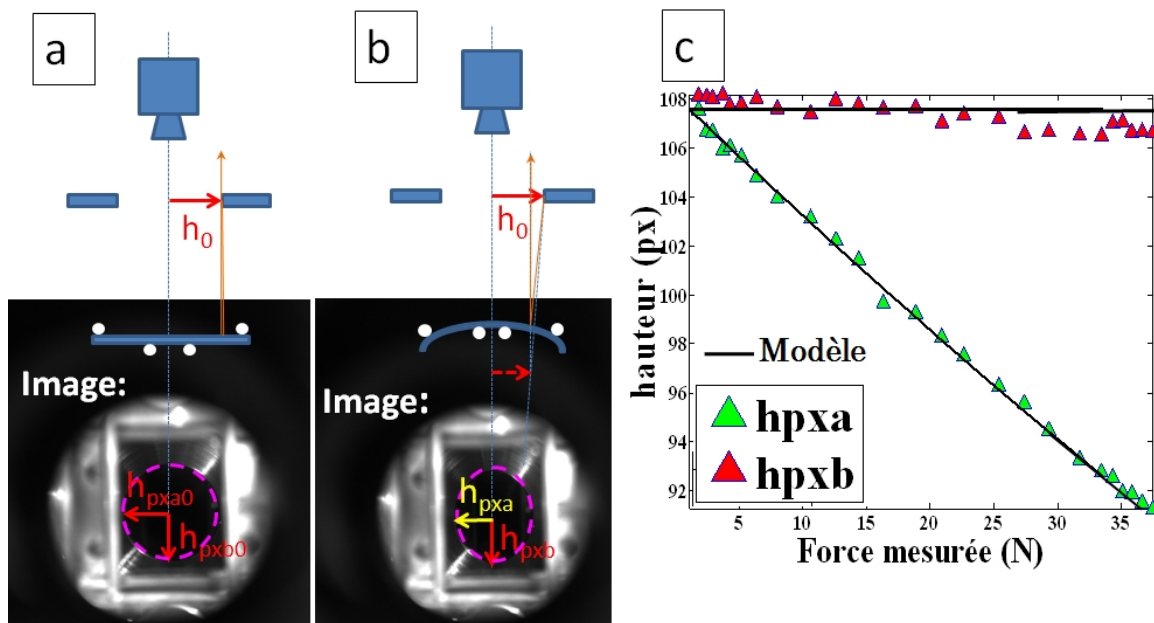 a
h0
Image:
hpxa0
hpxb0
b
h0
Image:
hpxa
hpxb
c
hauteur (px)
108
106
104
102
100
98
96
94
92
Modèle
hpxa
hpxb
5
10
15
20
25
30
35
Force mesurée (N)